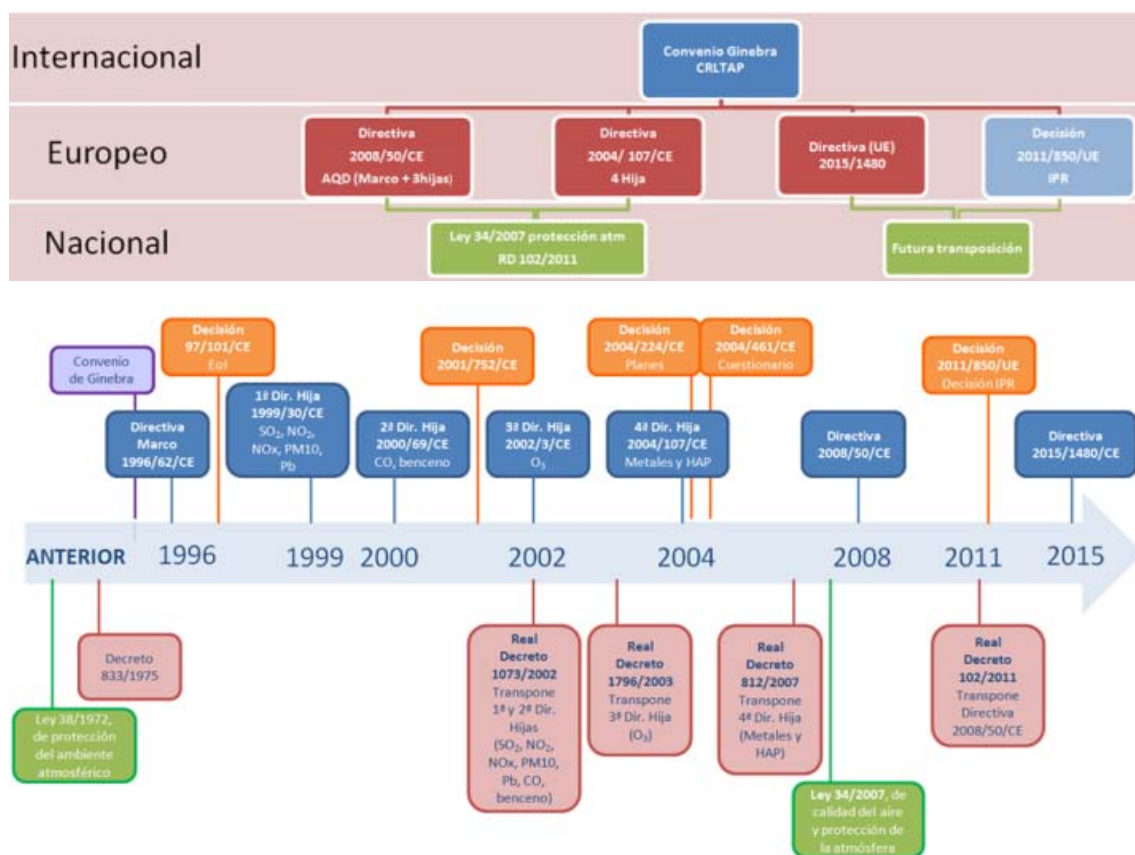 Internacional
Convenio Ginebra
CRLTAP
Europeo
Directiva
2008/50/CE
AQD (Marco + 3hijas)
Directiva
2004/ 107/CE
4 Hija
Directiva (UE)
2015/1480
Decisión
2011/850/UE
IPR
Nacional
Ley 34/2007 protección atm
RD 102/2011
Futura transposición
Convenio
de Ginebra
Decisión
97/101/CE
EoI
Decisión
2001/752/CE
Decisión
2004/224/CE
Planes
Decisión
2004/461/CE
Cuestionario
Decisión
2011/850/UE
Decisión IPR
Directiva
Marco
1996/62/CE
1ª Dir. Hija
1999/30/CE
SO₂, NO₂,
NOx, PM10,
Pb
2ª Dir. Hija
2000/69/CE
CO, benceno
3ª Dir. Hija
2002/3/CE
O₃
4ª Dir. Hija
2004/107/CE
Metales y HAP
Directiva
2008/50/CE
Directiva
2015/1480/CE
ANTERIOR 1996 1999 2000 2002 2004 2008 2011 2015
Decreto
833/1975
Ley 38/1972,
de protección
del ambiente
atmosférico
Real
Decreto
1073/2002
Transpone
1ª y 2ª Dir.
Hijas
(SO₂, NO₂,
NOx, PM10,
Pb, CO,
benceno)
Real
Decreto
1796/2003
Transpone
3ª Dir. Hija
(O₃)
Real
Decreto
812/2007
Transpone
4ª Dir. Hija
(Metales y
HAP)
Ley 34/2007, de
calidad del aire
y protección de
la atmósfera
Real
Decreto
102/2011
Transpone
Directiva
2008/50/CE